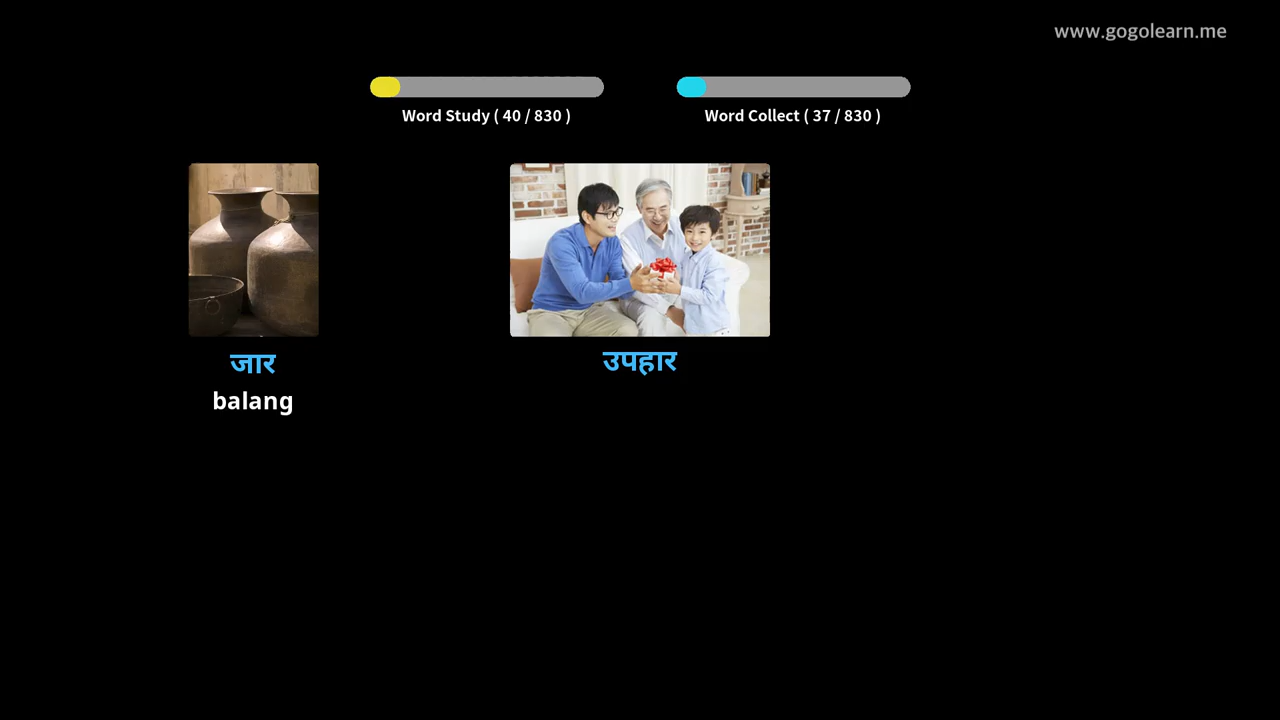 www.gogolearn.me
Word Study ( 40 / 830 )
Word Collect ( 37 / 830 )
जार
balang
उपहार